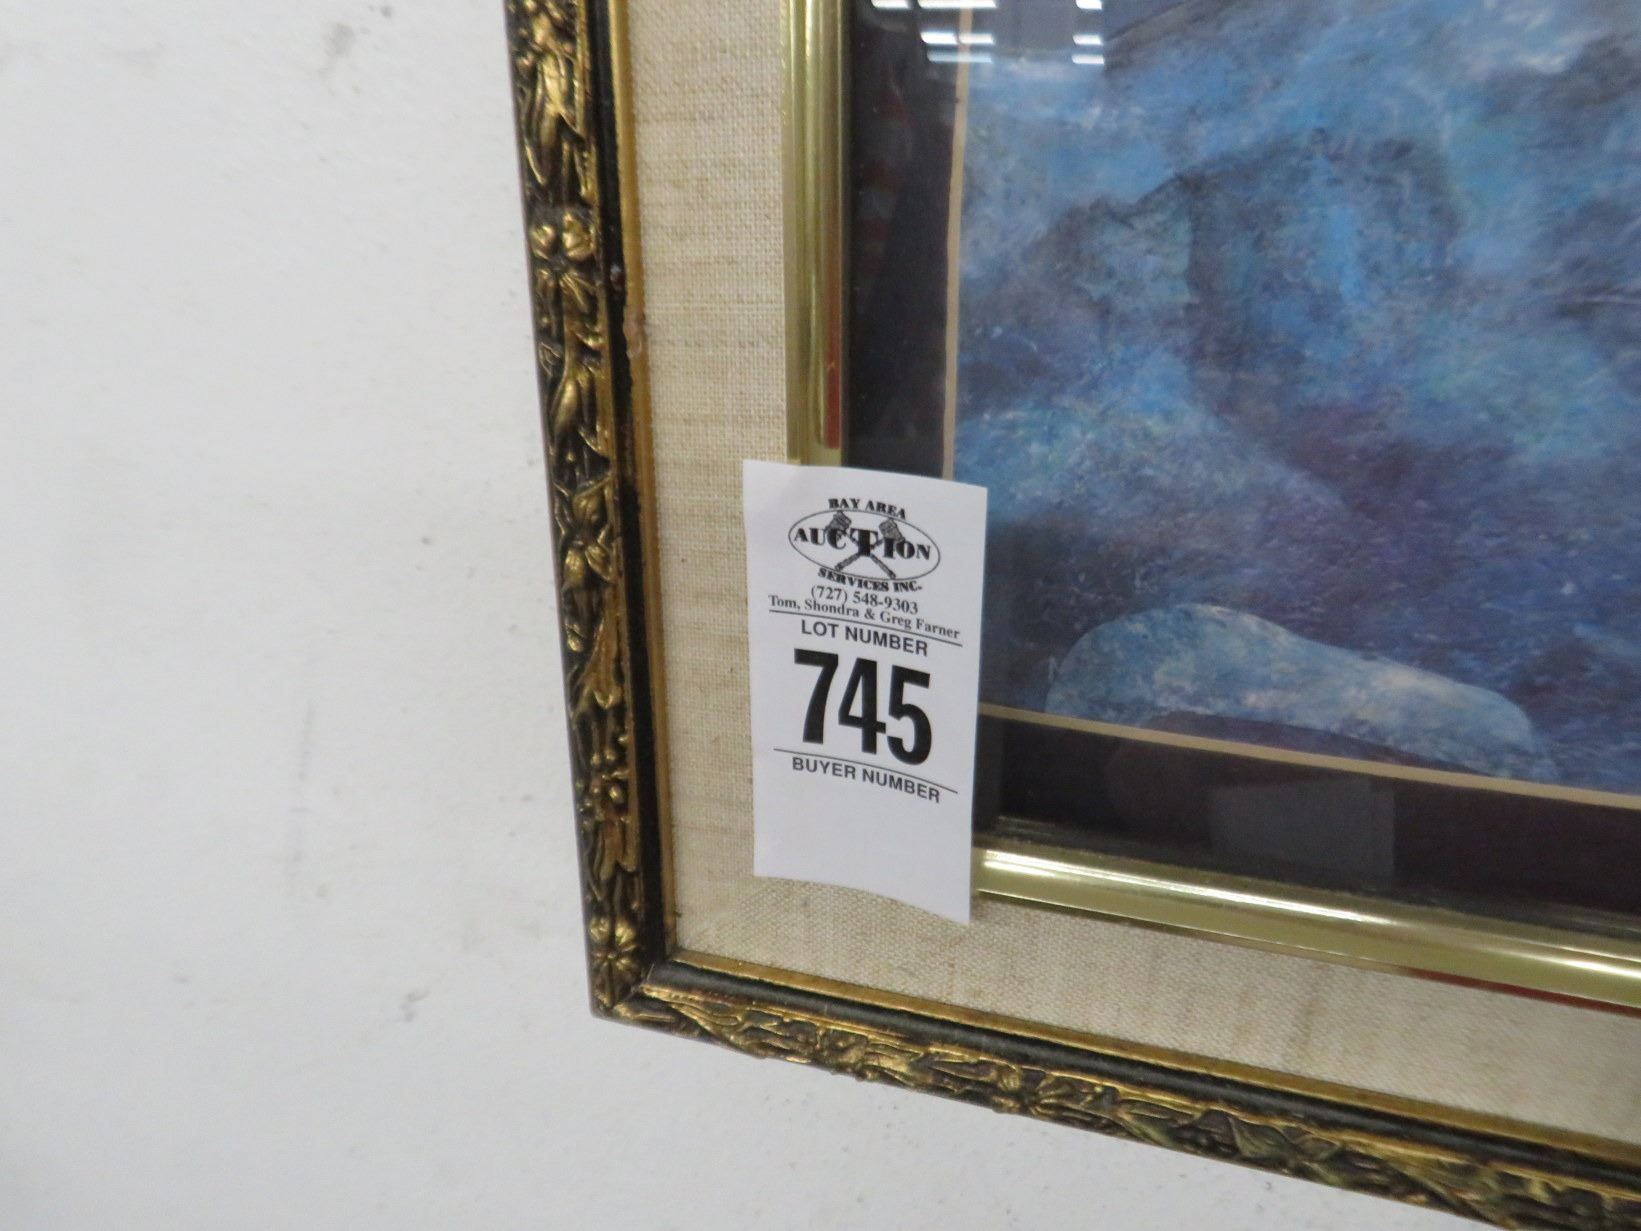 BAY AREA
AUCTION
SERVICES INC.
(727) 548-9303
Tom, Shondra & Greg Farner
LOT NUMBER
745
BUYER NUMBER